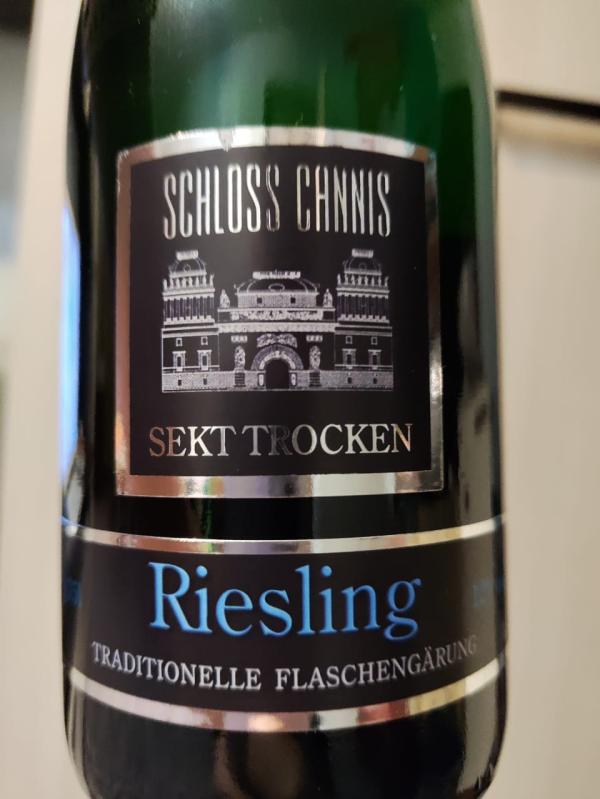 SCHLOSS CANNIS
SEKT TROCKEN
Riesling
TRADITIONELLE FLASCHENGÄRUNG